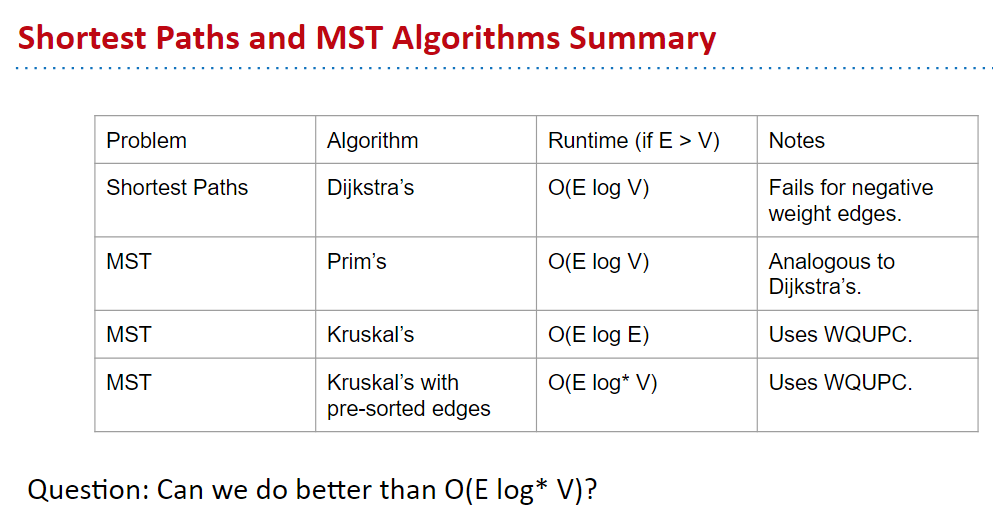 Shortest Paths and MST Algorithms Summary
Problem Algorithm Runtime (if E > V) Notes
Shortest Paths Dijkstra’s O(E log V) Fails for negative
weight edges.
MST Prim’s O(E log V) Analogous to
Dijkstra’s.
MST Kruskal’s O(E log E) Uses WQUPC.
MST Kruskal’s with O(E log* V) Uses WQUPC.
pre-sorted edges
Question: Can we do better than O(E log* V)?